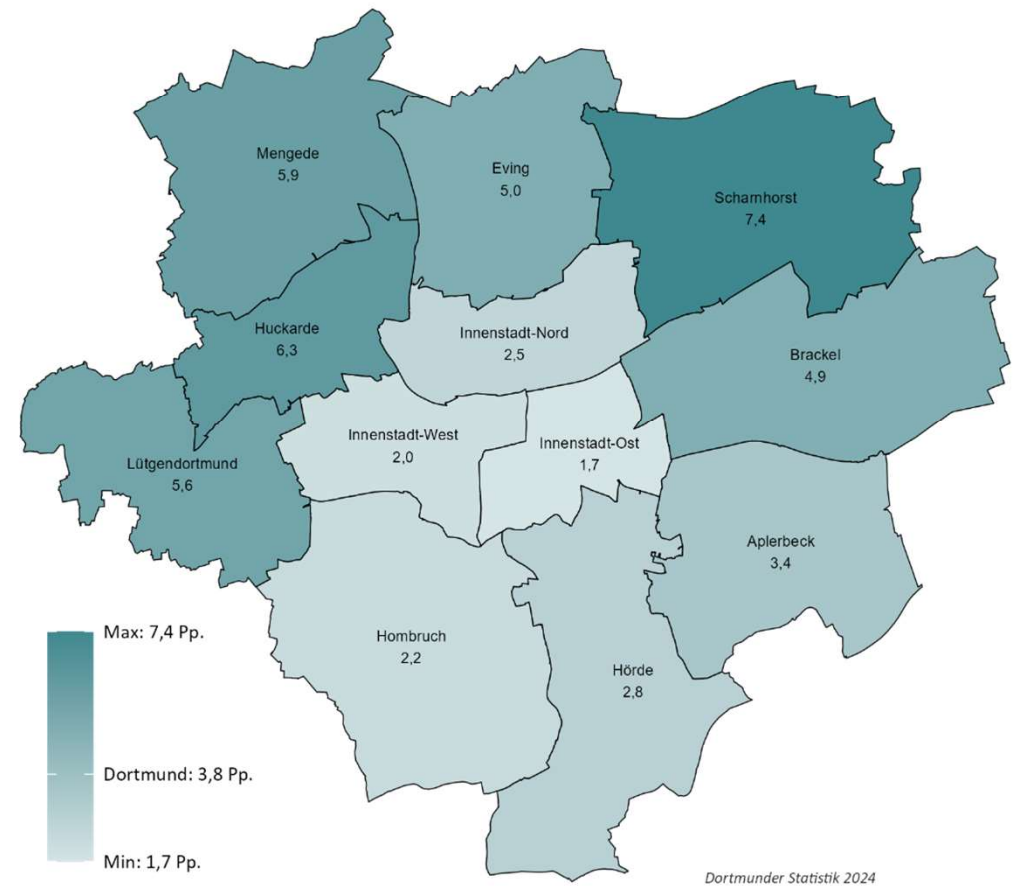 Mengede
5,9
Eving
5,0
Scharnhorst
7,4
Huckarde
6,3
Innenstadt-Nord
2,5
Brackel
4,9
Innenstadt-West
2,0
Innenstadt-Ost
1,7
Lütgendortmund
5,6
Aplerbeck
3,4
Hombruch
2,2
Hörde
2,8
Max: 7,4 Pp.
Dortmund: 3,8 Pp.
Min: 1,7 Pp.
Dortmunder Statistik 2024